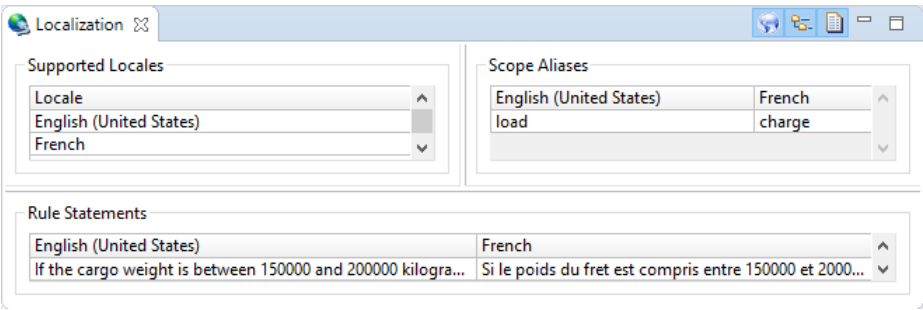 Localization
Supported Locales
Locale
English (United States)
French
Scope Aliases
English (United States) French
load charge
Rule Statements
English (United States) French
If the cargo weight is between 150000 and 200000 kilogra... Si le poids du fret est compris entre 150000 et 2000...